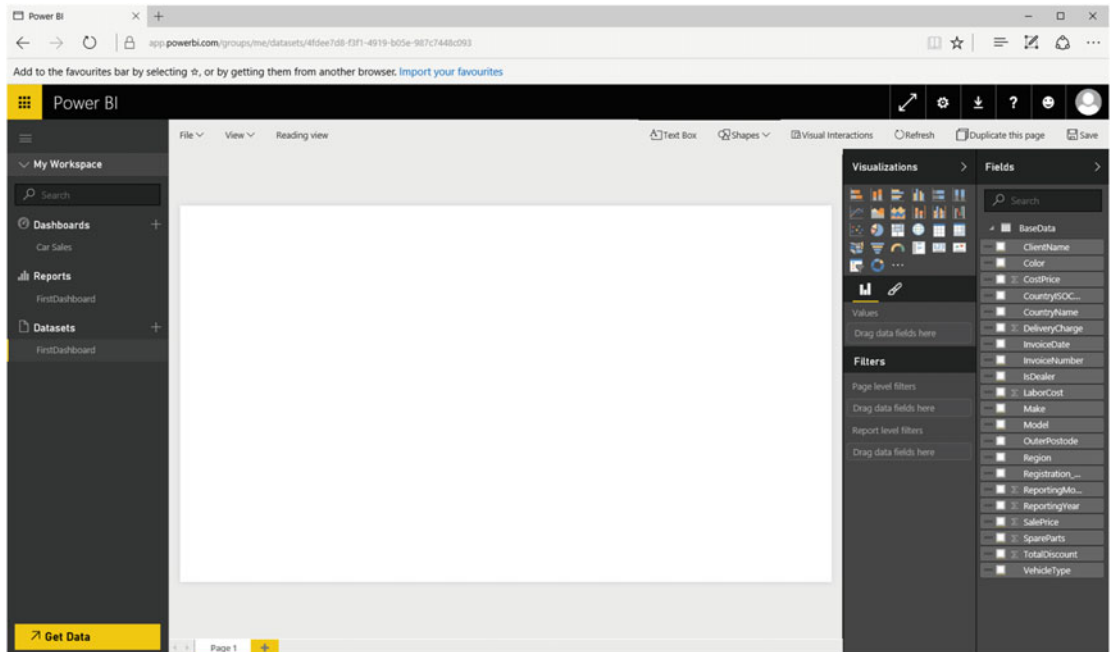 Power BI
app.powerbi.com/groups/me/datasets/4fdee7d8-f3f1-4919-b05e-987c7448c093
Add to the favourites bar by selecting ☆, or by getting them from another browser. Import your favourites
Power BI
File View Reading view Text Box Shapes Visual Interactions Refresh Duplicate this page Save
My Workspace
Search
Dashboards
Car Sales
Reports
FirstDashboard
Datasets
FirstDashboard
Get Data
Page 1
Visualizations
Values
Drag data fields here
Filters
Page level filters
Drag data fields here
Report level filters
Drag data fields here
Fields
Search
BaseData
ClientName
Color
Σ CostPrice
CountryISOC...
CountryName
Σ DeliveryCharge
InvoiceDate
InvoiceNumber
IsDealer
Σ LaborCost
Make
Model
OuterPostode
Region
Registration_...
Σ ReportingMo...
Σ ReportingYear
Σ SalePrice
Σ SpareParts
Σ TotalDiscount
VehicleType